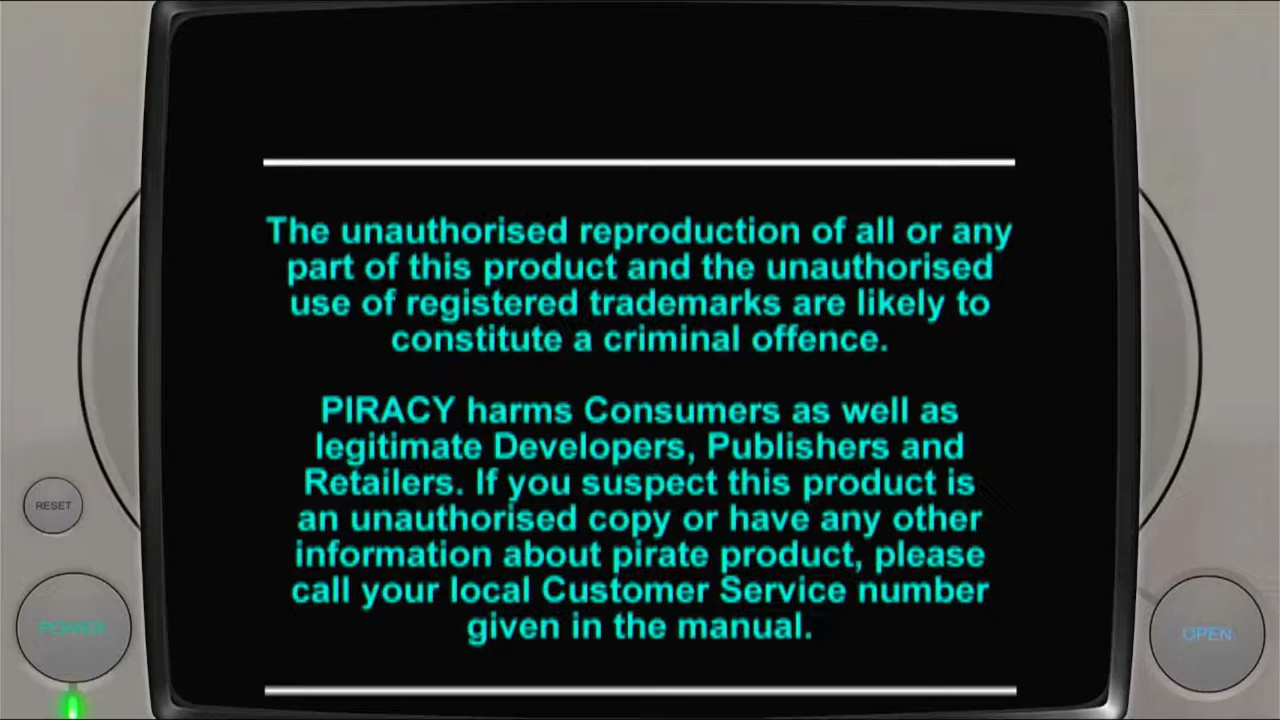 The unauthorised reproduction of all or any
part of this product and the unauthorised
use of registered trademarks are likely to
constitute a criminal offence.
PIRACY harms Consumers as well as
legitimate Developers, Publishers and
Retailers. If you suspect this product is
an unauthorised copy or have any other
information about pirate product, please
call your local Customer Service number
given in the manual.
RESET
POWER
OPEN